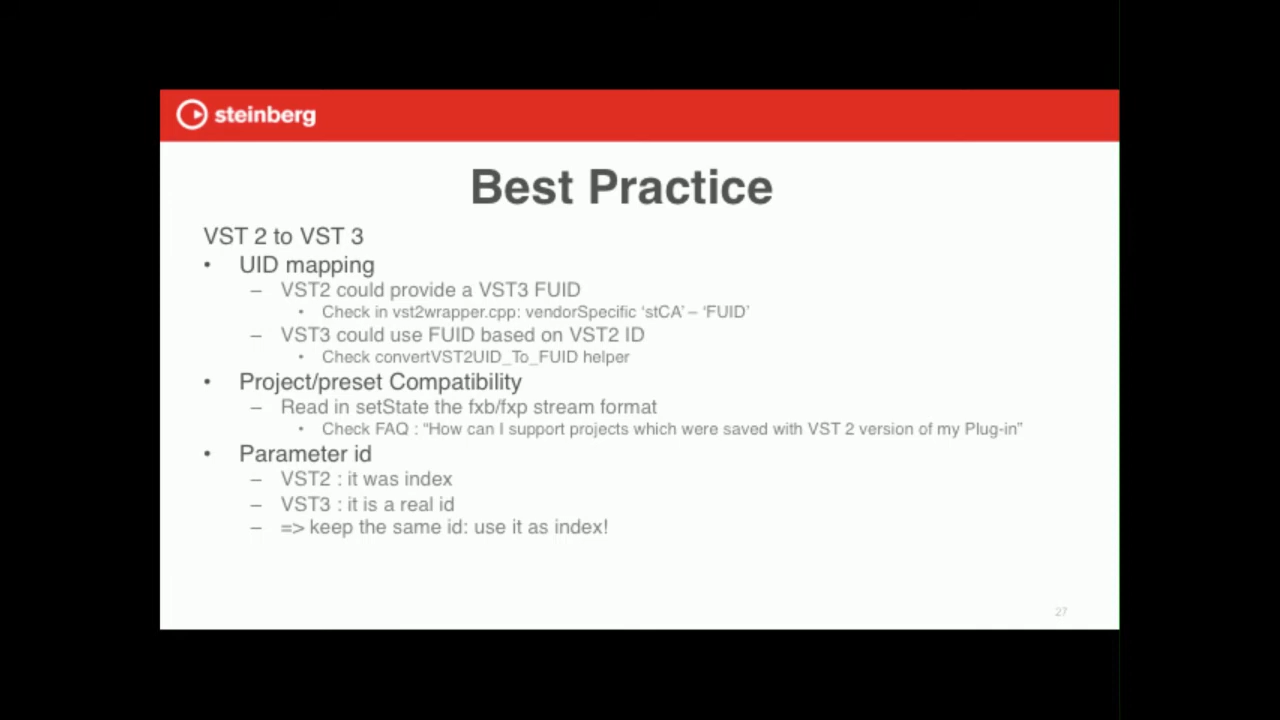 steinberg
Best Practice
VST 2 to VST 3
• UID mapping
– VST2 could provide a VST3 FUID
• Check in vst2wrapper.cpp: vendorSpecific ‘stCA’ – ‘FUID’
– VST3 could use FUID based on VST2 ID
• Check convertVST2UID_To_FUID helper
• Project/preset Compatibility
– Read in setState the fxb/fxp stream format
• Check FAQ : “How can I support projects which were saved with VST 2 version of my Plug-in”
• Parameter id
– VST2 : it was index
– VST3 : it is a real id
– => keep the same id: use it as index!
27